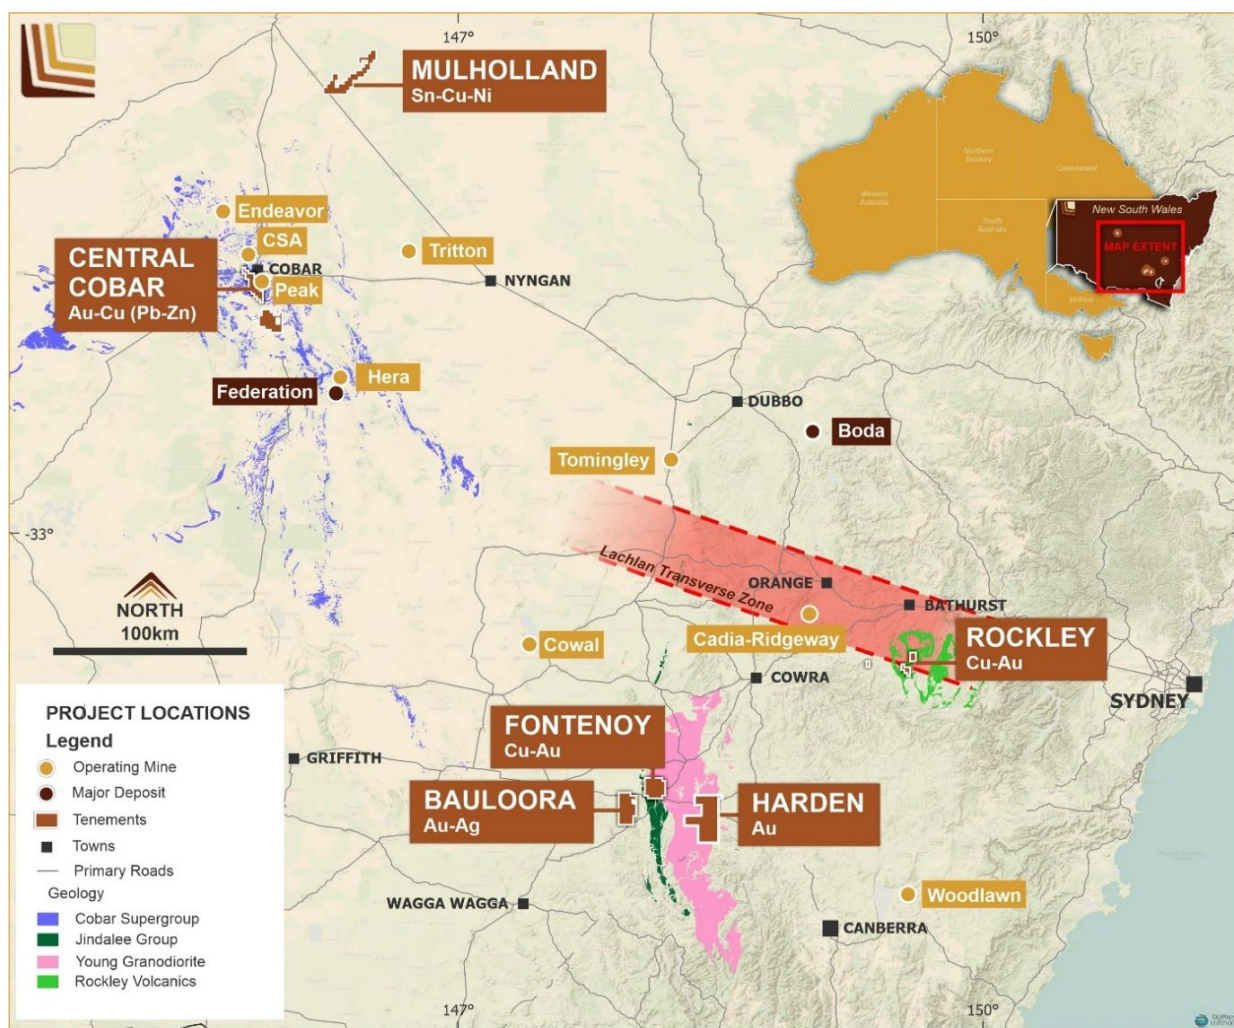 147°
150°
MULHOLLAND
Sn-Cu-Ni
Northern
Territory
Queensland
Western
Australia
South
Australia
New South Wales
MAP EXTENT
Victoria
Endeavor
CSA
Tritton
CENTRAL
COBAR
Au-Cu (Pb-Zn)
COBAR
Peak
NYNGAN
Hera
Federation
DUBBO
Boda
Tomingley
-33°
Lachlan Transverse Zone
ORANGE
BATHURST
NORTH
100km
Cowal
Cadia-Ridgeway
ROCKLEY
Cu-Au
COWRA
SYDNEY
PROJECT LOCATIONS
Legend
Operating Mine
Major Deposit
Tenements
Towns
Primary Roads
Geology
Cobar Supergroup
Jindalee Group
Young Granodiorite
Rockley Volcanics
FONTENOY
Cu-Au
GRIFFITH
BAULOORA
Au-Ag
HARDEN
Au
WAGGA WAGGA
Woodlawn
CANBERRA
147°
150°